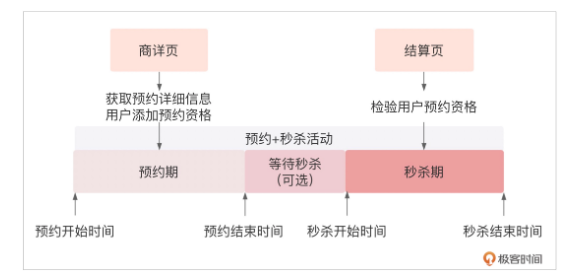 商详页
结算页
获取预约详细信息
用户添加预约资格
检验用户预约资格
预约+秒杀活动
预约期
等待秒杀
(可选)
秒杀期
预约开始时间
预约结束时间
秒杀开始时间
秒杀结束时间
极客时间